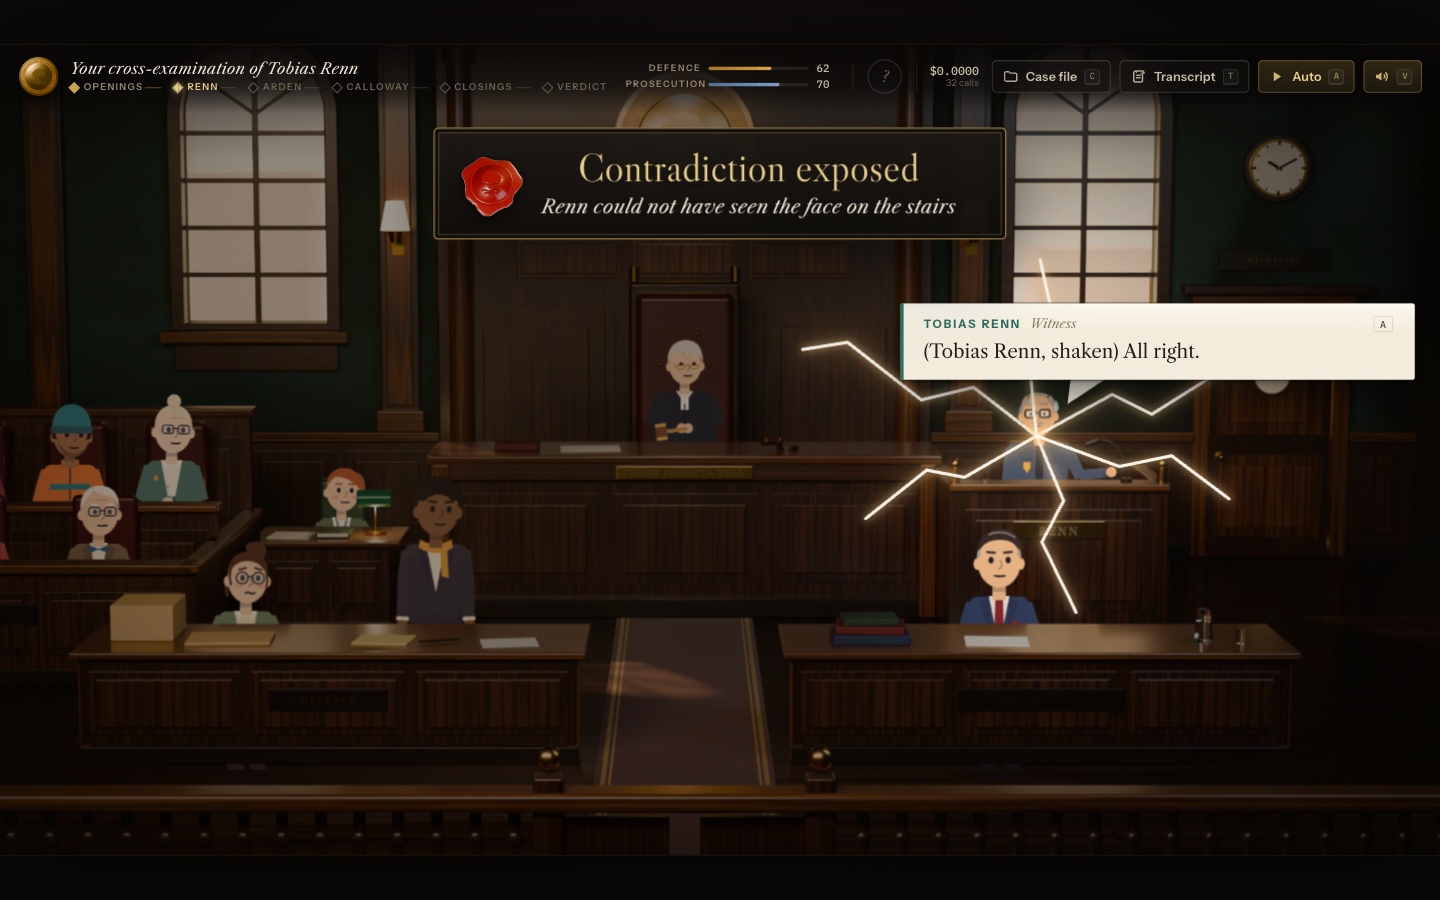 Your cross-examination of Tobias Renn
OPENINGS RENN ARDEN CALLOWAY CLOSINGS VERDICT
DEFENCE 62
PROSECUTION 70
?
$0.0000
32 calls
Case file C
Transcript T
Auto A
V
Contradiction exposed
Renn could not have seen the face on the stairs
TOBIAS RENN Witness A
(Tobias Renn, shaken) All right.
RENN
DEFENCE